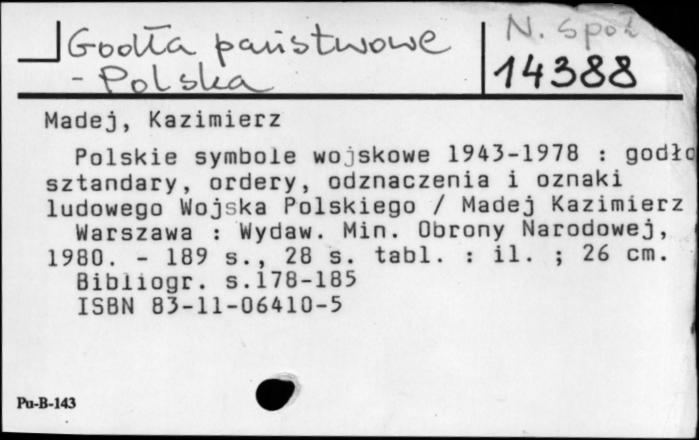 Godła państwowe
- Polska
N. społ
14388
Madej, Kazimierz
Polskie symbole wojskowe 1943-1978 : godło
sztandary, ordery, odznaczenia i oznaki
ludowego Wojska Polskiego / Madej Kazimierz
Warszawa : Wydaw. Min. Obrony Narodowej,
1980. - 189 s., 28 s. tabl. : il. ; 26 cm.
Bibliogr. s.178-185
ISBN 83-11-06410-5
Pu-B-143